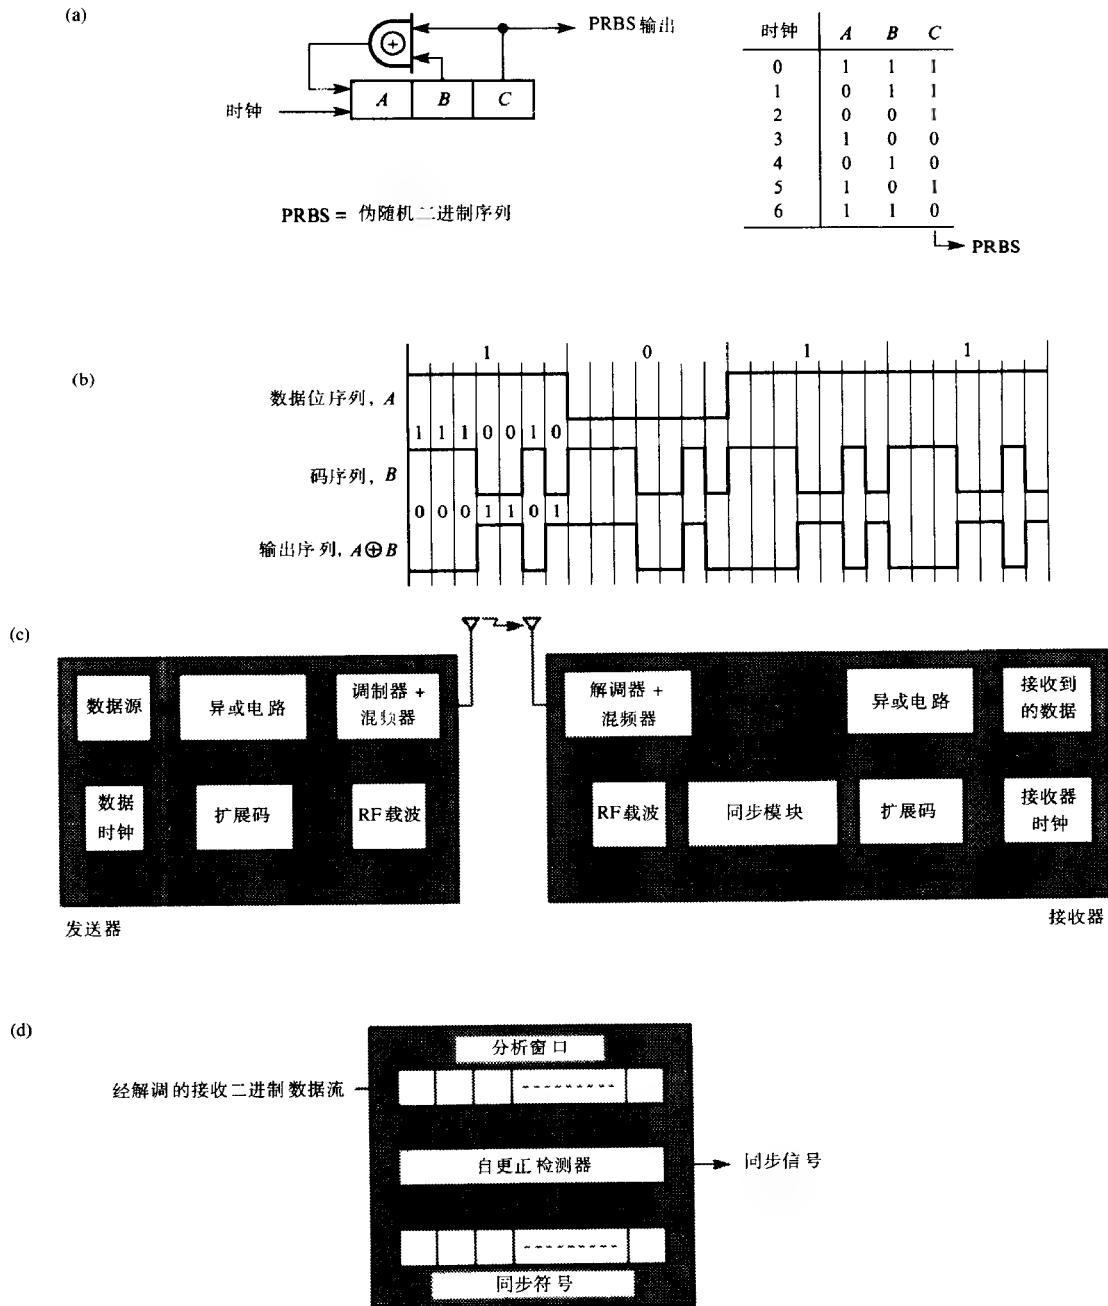 (a)
PRBS 输出
⊕
A B C
时钟
PRBS = 伪随机二进制序列
时钟 A B C
0 1 1 1
1 0 1 1
2 0 0 1
3 1 0 0
4 0 1 0
5 1 0 1
6 1 1 0
PRBS
(b)
1 0 1 1
数据位序列, A
1 1 1 0 0 1 0
码序列, B
0 0 0 1 1 0 1
输出序列, A⊕B
(c)
数据源
异或电路
调制器 +
混频器
数据
时钟
扩展码
RF载波
发送器
解调器 +
混频器
异或电路
接收到
的数据
RF载波
同步模块
扩展码
接收器
时钟
接收器
(d)
分析窗口
经解调的接收二进制数据流
自更正检测器
同步信号
同步符号